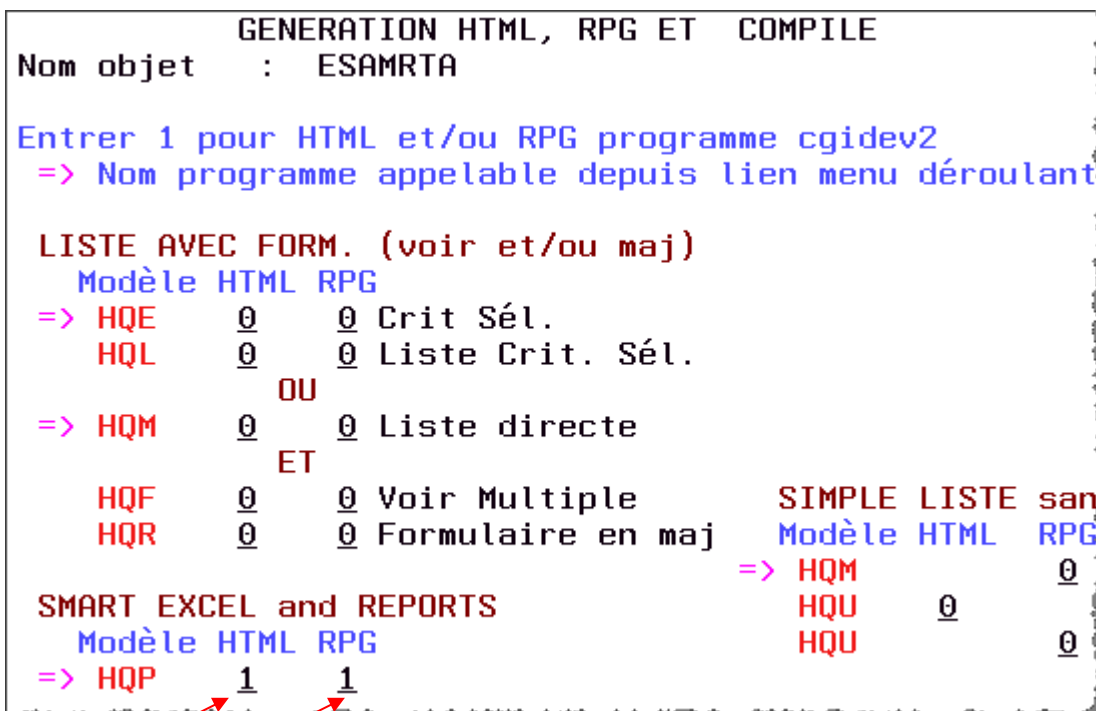 GENERATION HTML, RPG ET COMPILE
Nom objet : ESAMRTA
Entrer 1 pour HTML et/ou RPG programme cgidev2
=> Nom programme appelable depuis lien menu déroulant
LISTE AVEC FORM. (voir et/ou maj)
Modèle HTML RPG
=> HQE 0 0 Crit Sél.
HQL 0 0 Liste Crit. Sél.
OU
=> HQM 0 0 Liste directe
ET
HQF 0 0 Voir Multiple SIMPLE LISTE san
HQR 0 0 Formulaire en maj Modèle HTML RPG
=> HQM 0
SMART EXCEL and REPORTS HQU 0
Modèle HTML RPG HQU 0
=> HQP 1 1